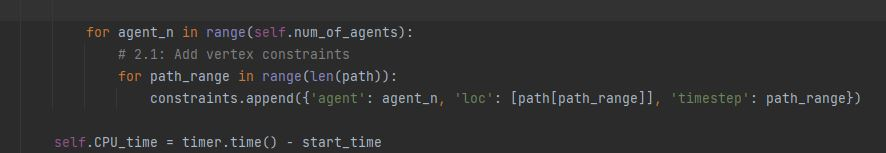 for agent_n in range(self.num_of_agents):
# 2.1: Add vertex constraints
for path_range in range(len(path)):
constraints.append({'agent': agent_n, 'loc': [path[path_range]], 'timestep': path_range})
self.CPU_time = timer.time() - start_time